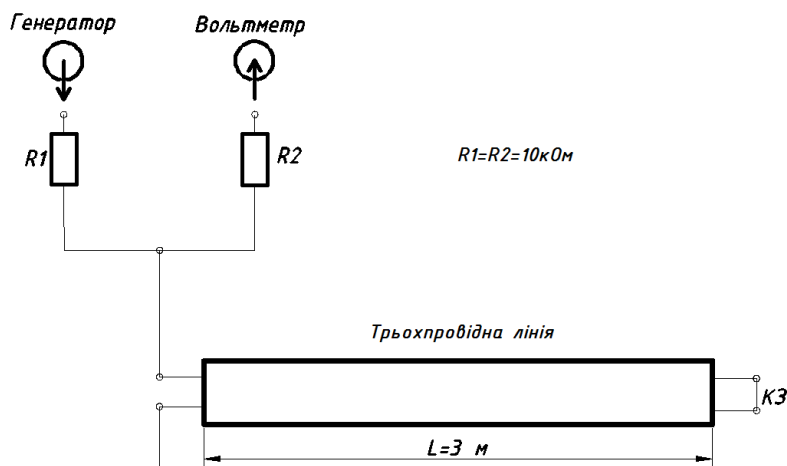 Генератор Вольтметр
R1 R2 R1=R2=10кОм
Трьохпровідна лінія
КЗ
L=3 м